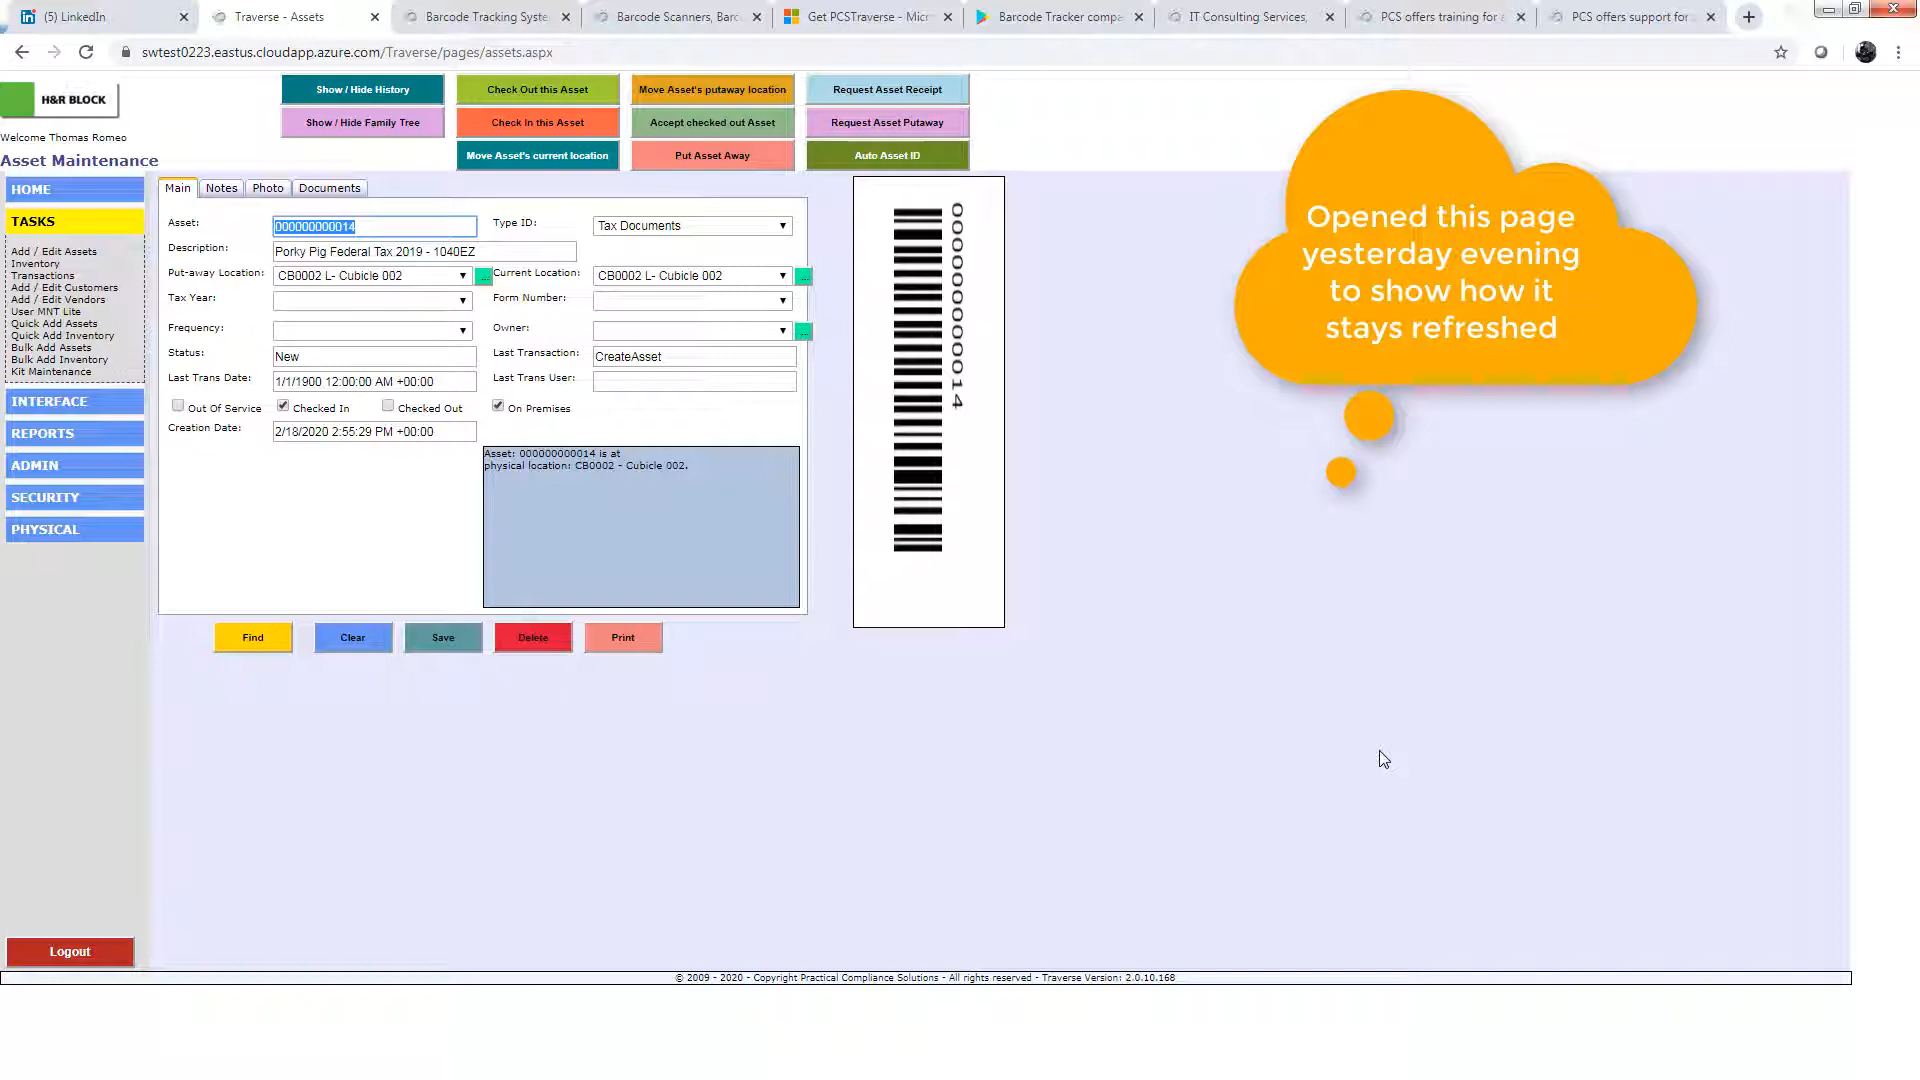 (5) LinkedIn
Traverse - Assets
Barcode Tracking Syste
Barcode Scanners, Barc
Get PCSTraverse - Micr
Barcode Tracker compa
IT Consulting Services,
PCS offers training for a
PCS offers support for
swtest0223.eastus.cloudapp.azure.com/Traverse/pages/assets.aspx
H&R BLOCK
Welcome Thomas Romeo
Asset Maintenance
Show / Hide History
Check Out this Asset
Move Asset's putaway location
Request Asset Receipt
Show / Hide Family Tree
Check In this Asset
Accept checked out Asset
Request Asset Putaway
Move Asset's current location
Put Asset Away
Auto Asset ID
HOME
TASKS
Add / Edit Assets
Inventory
Transactions
Add / Edit Customers
Add / Edit Vendors
User MNT Lite
Quick Add Assets
Quick Add Inventory
Bulk Add Assets
Bulk Add Inventory
Kit Maintenance
INTERFACE
REPORTS
ADMIN
SECURITY
PHYSICAL
Logout
Main Notes Photo Documents
Asset: 000000000014 Type ID: Tax Documents
Description: Porky Pig Federal Tax 2019 - 1040EZ
Put-away Location: CB0002 L- Cubicle 002 ... Current Location: CB0002 L- Cubicle 002 ...
Tax Year: Form Number:
Frequency: Owner: ...
Status: New Last Transaction: CreateAsset
Last Trans Date: 1/1/1900 12:00:00 AM +00:00 Last Trans User:
Out Of Service Checked In Checked Out On Premises
Creation Date: 2/18/2020 2:55:29 PM +00:00
Asset: 000000000014 is at
physical location: CB0002 - Cubicle 002.
Find Clear Save Delete Print
000000000014
Opened this page
yesterday evening
to show how it
stays refreshed
© 2009 - 2020 - Copyright Practical Compliance Solutions - All rights reserved - Traverse Version: 2.0.10.168